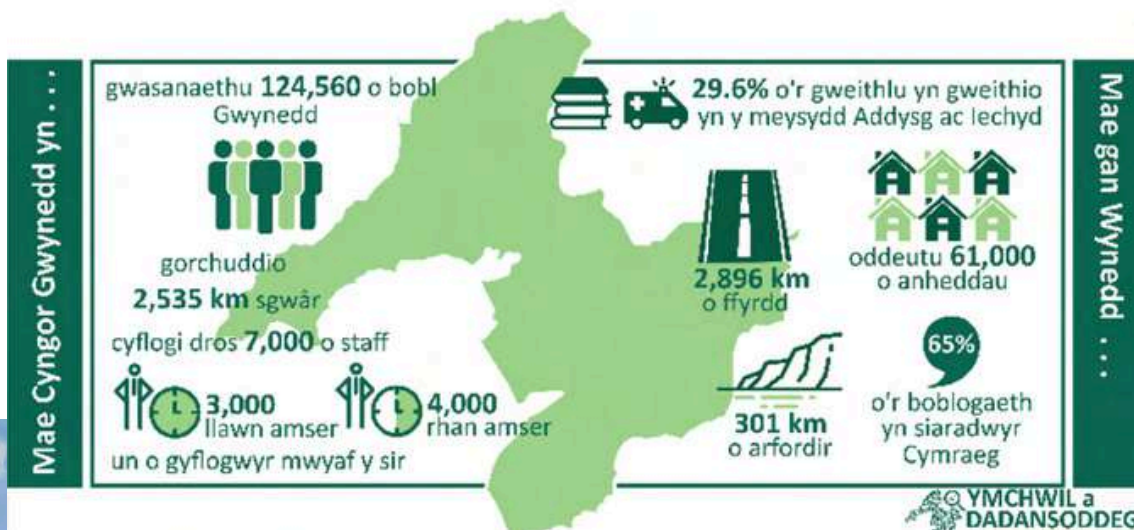 Mae Cyngor Gwynedd yn . . .
gwasanaethu 124,560 o bobl
Gwynedd
gorchuddio
2,535 km sgwâr
cyflogi dros 7,000 o staff
3,000
llawn amser
4,000
rhan amser
un o gyflogwyr mwyaf y sir
29.6% o'r gweithlu yn gweithio
yn y meysydd Addysg ac Iechyd
2,896 km
o ffyrdd
oddeutu 61,000
o anheddau
301 km
o arfordir
65%
o'r boblogaeth
yn siaradwyr
Cymraeg
Mae gan Wynedd . . .
YMCHWIL a
DADANSODDEG